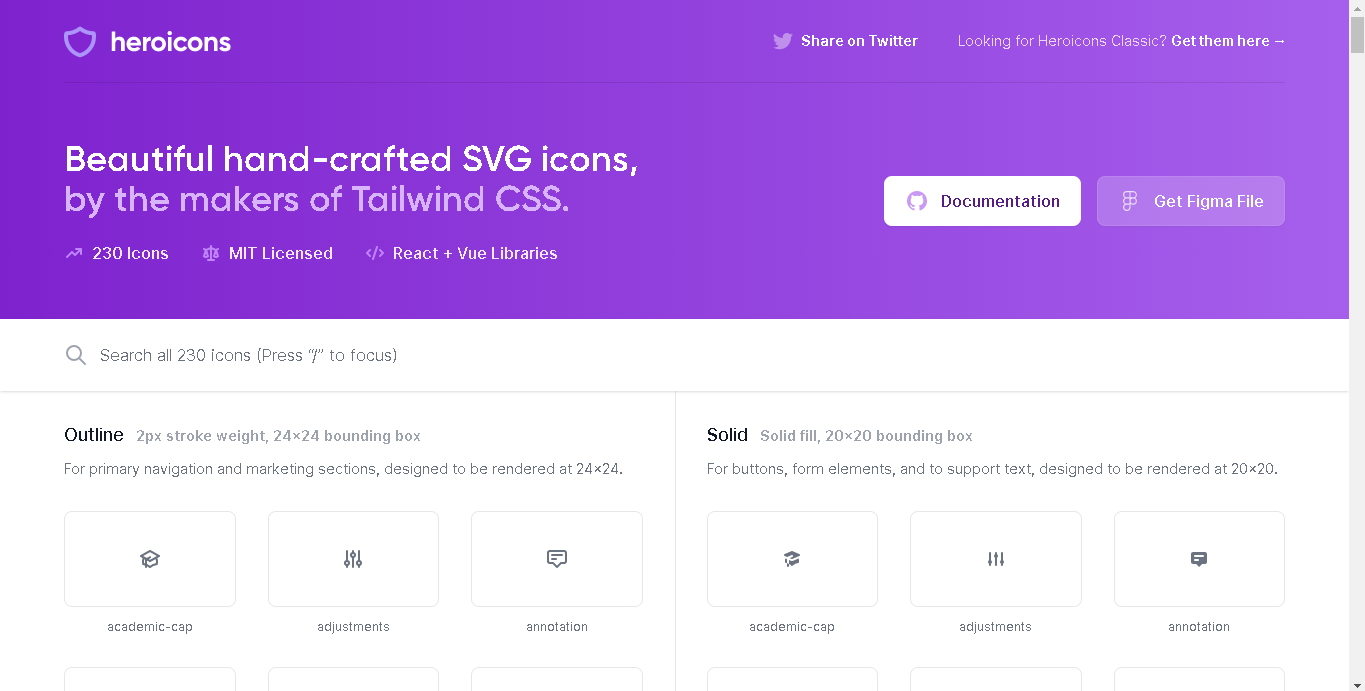 heroicons
Share on Twitter
Looking for Heroicons Classic? Get them here →
Beautiful hand-crafted SVG icons,
by the makers of Tailwind CSS.
230 Icons
MIT Licensed
React + Vue Libraries
Documentation
Get Figma File
Search all 230 icons (Press “/” to focus)
Outline 2px stroke weight, 24×24 bounding box
For primary navigation and marketing sections, designed to be rendered at 24×24.
academic-cap
adjustments
annotation
Solid Solid fill, 20×20 bounding box
For buttons, form elements, and to support text, designed to be rendered at 20×20.
academic-cap
adjustments
annotation